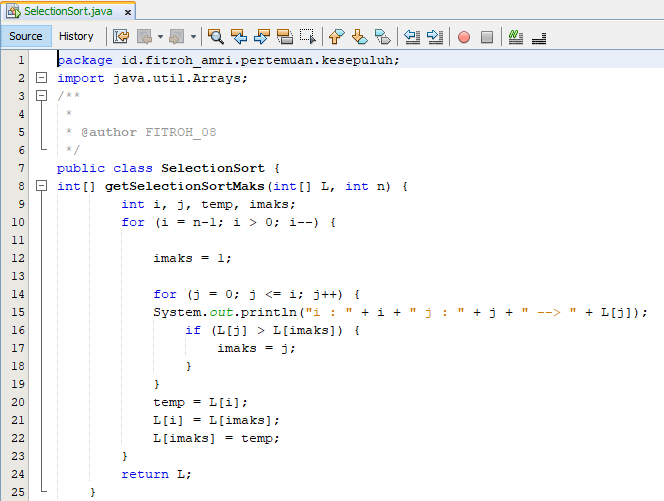 SelectionSort.java x
Source History
1 package id.fitroh_amri.pertemuan.kesepuluh;
2 import java.util.Arrays;
3 /**
4 *
5 * @author FITROH_08
6 */
7 public class SelectionSort {
8 int[] getSelectionSortMaks(int[] L, int n) {
9 int i, j, temp, imaks;
10 for (i = n-1; i > 0; i--) {
11
12 imaks = 1;
13
14 for (j = 0; j <= i; j++) {
15 System.out.println("i : " + i + " j : " + j + " --> " + L[j]);
16 if (L[j] > L[imaks]) {
17 imaks = j;
18 }
19 }
20 temp = L[i];
21 L[i] = L[imaks];
22 L[imaks] = temp;
23 }
24 return L;
25 }